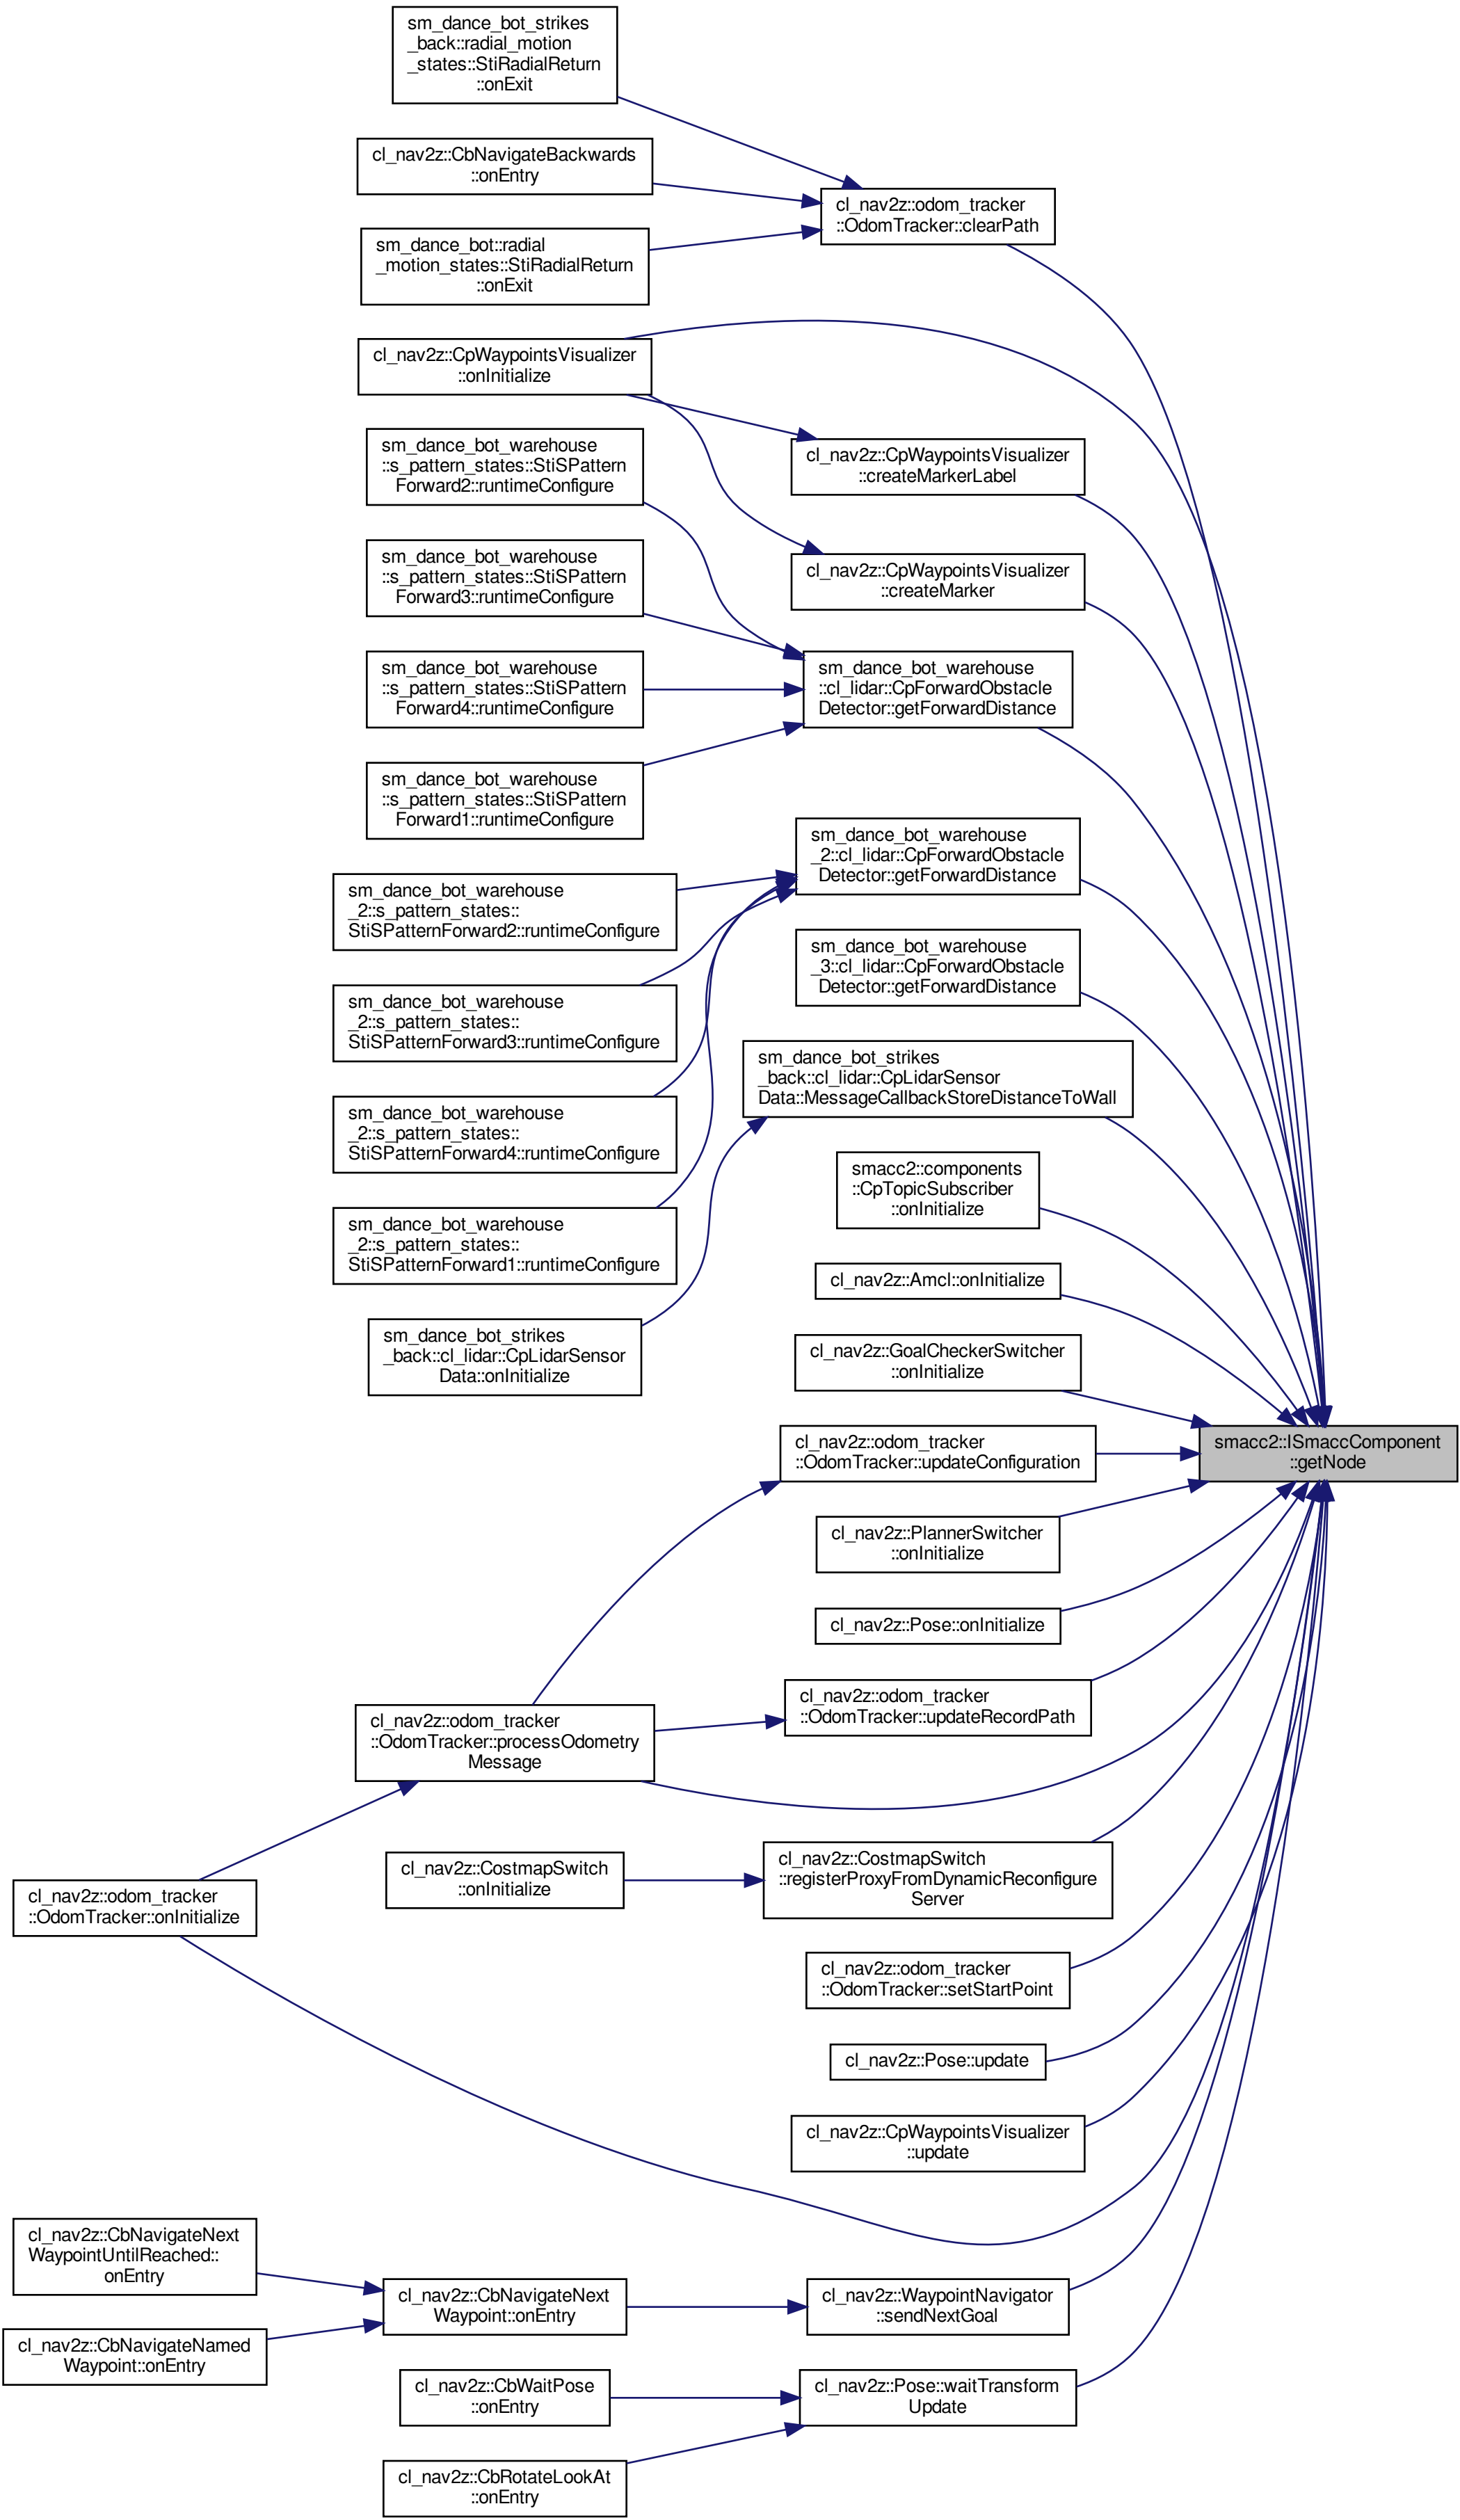 sm_dance_bot_strikes
_back::radial_motion
_states::StiRadialReturn
::onExit
cl_nav2z::CbNavigateBackwards
::onEntry
cl_nav2z::odom_tracker
::OdomTracker::clearPath
sm_dance_bot::radial
_motion_states::StiRadialReturn
::onExit
cl_nav2z::CpWaypointsVisualizer
::onInitialize
sm_dance_bot_warehouse
::s_pattern_states::StiSPattern
Forward2::runtimeConfigure
cl_nav2z::CpWaypointsVisualizer
::createMarkerLabel
sm_dance_bot_warehouse
::s_pattern_states::StiSPattern
Forward3::runtimeConfigure
cl_nav2z::CpWaypointsVisualizer
::createMarker
sm_dance_bot_warehouse
::s_pattern_states::StiSPattern
Forward4::runtimeConfigure
sm_dance_bot_warehouse
::cl_lidar::CpForwardObstacle
Detector::getForwardDistance
sm_dance_bot_warehouse
::s_pattern_states::StiSPattern
Forward1::runtimeConfigure
sm_dance_bot_warehouse
_2::cl_lidar::CpForwardObstacle
Detector::getForwardDistance
sm_dance_bot_warehouse
_2::s_pattern_states::
StiSPatternForward2::runtimeConfigure
sm_dance_bot_warehouse
_3::cl_lidar::CpForwardObstacle
Detector::getForwardDistance
sm_dance_bot_warehouse
_2::s_pattern_states::
StiSPatternForward3::runtimeConfigure
sm_dance_bot_strikes
_back::cl_lidar::CpLidarSensor
Data::MessageCallbackStoreDistanceToWall
sm_dance_bot_warehouse
_2::s_pattern_states::
StiSPatternForward4::runtimeConfigure
smacc2::components
::CpTopicSubscriber
::onInitialize
sm_dance_bot_warehouse
_2::s_pattern_states::
StiSPatternForward1::runtimeConfigure
cl_nav2z::Amcl::onInitialize
sm_dance_bot_strikes
_back::cl_lidar::CpLidarSensor
Data::onInitialize
cl_nav2z::GoalCheckerSwitcher
::onInitialize
cl_nav2z::odom_tracker
::OdomTracker::updateConfiguration
smacc2::ISmaccComponent
::getNode
cl_nav2z::PlannerSwitcher
::onInitialize
cl_nav2z::Pose::onInitialize
cl_nav2z::odom_tracker
::OdomTracker::updateRecordPath
cl_nav2z::odom_tracker
::OdomTracker::processOdometry
Message
cl_nav2z::CostmapSwitch
::registerProxyFromDynamicReconfigure
Server
cl_nav2z::CostmapSwitch
::onInitialize
cl_nav2z::odom_tracker
::OdomTracker::onInitialize
cl_nav2z::odom_tracker
::OdomTracker::setStartPoint
cl_nav2z::Pose::update
cl_nav2z::CpWaypointsVisualizer
::update
cl_nav2z::CbNavigateNext
WaypointUntilReached::
onEntry
cl_nav2z::CbNavigateNext
Waypoint::onEntry
cl_nav2z::WaypointNavigator
::sendNextGoal
cl_nav2z::CbNavigateNamed
Waypoint::onEntry
cl_nav2z::CbWaitPose
::onEntry
cl_nav2z::Pose::waitTransform
Update
cl_nav2z::CbRotateLookAt
::onEntry